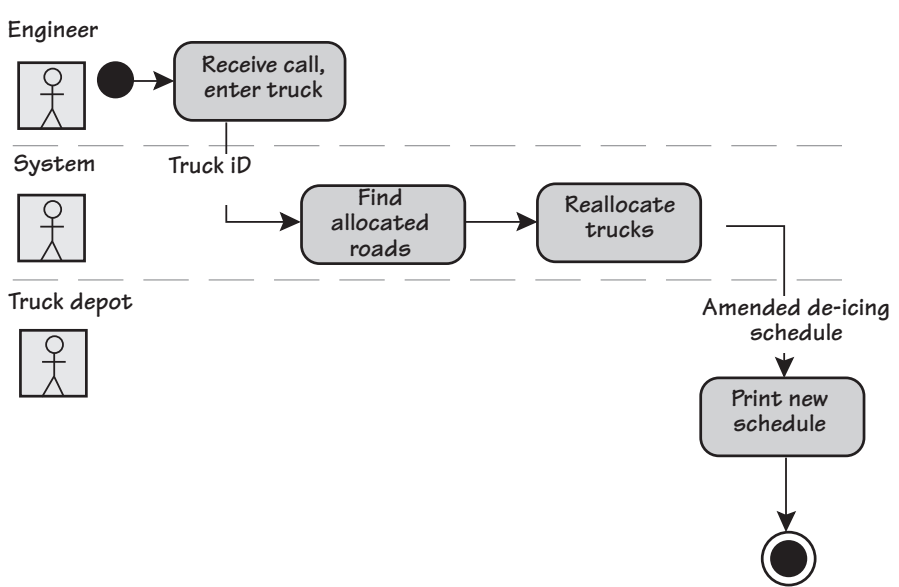 Engineer
Receive call,
enter truck
System
Truck iD
Find
allocated
roads
Reallocate
trucks
Truck depot
Amended de-icing
schedule
Print new
schedule